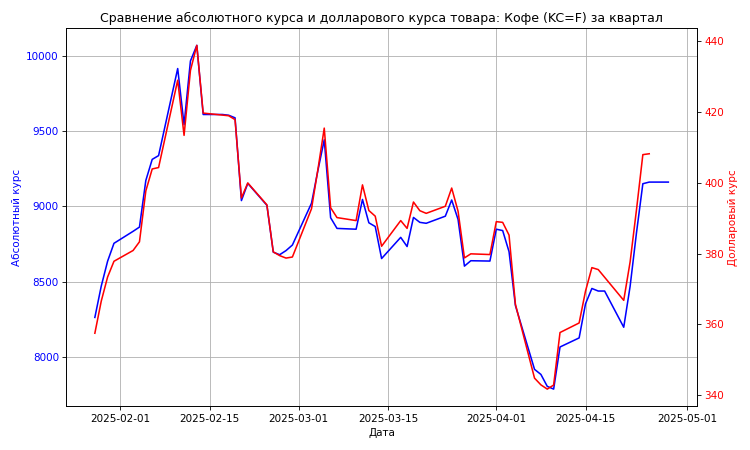 Сравнение абсолютного курса и долларового курса товара: Кофе (KC=F) за квартал
10000
9500
9000
8500
8000
Абсолютный курс
440
420
400
380
360
340
Долларовый курс
2025-02-01 2025-02-15 2025-03-01 2025-03-15 2025-04-01 2025-04-15 2025-05-01
Дата